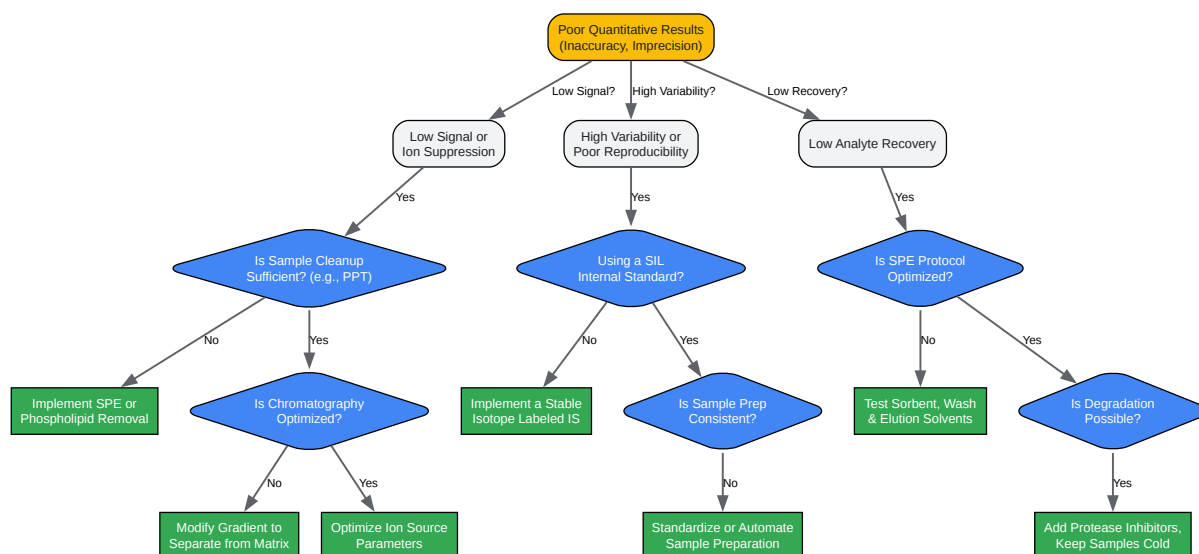 Poor Quantitative Results
(Inaccuracy, Imprecision)
Low Signal?
High Variability?
Low Recovery?
Low Signal or
Ion Suppression
High Variability or
Poor Reproducibility
Low Analyte Recovery
Yes
Yes
Yes
Is Sample Cleanup
Sufficient? (e.g., PPT)
Using a SIL
Internal Standard?
Is SPE Protocol
Optimized?
No
Yes
No
Yes
No
Yes
Implement SPE or
Phospholipid Removal
Is Chromatography
Optimized?
Implement a Stable
Isotope Labeled IS
Is Sample Prep
Consistent?
Test Sorbent, Wash
& Elution Solvents
Is Degradation
Possible?
No
Yes
No
Yes
Modify Gradient to
Separate from Matrix
Optimize Ion Source
Parameters
Standardize or Automate
Sample Preparation
Add Protease Inhibitors,
Keep Samples Cold